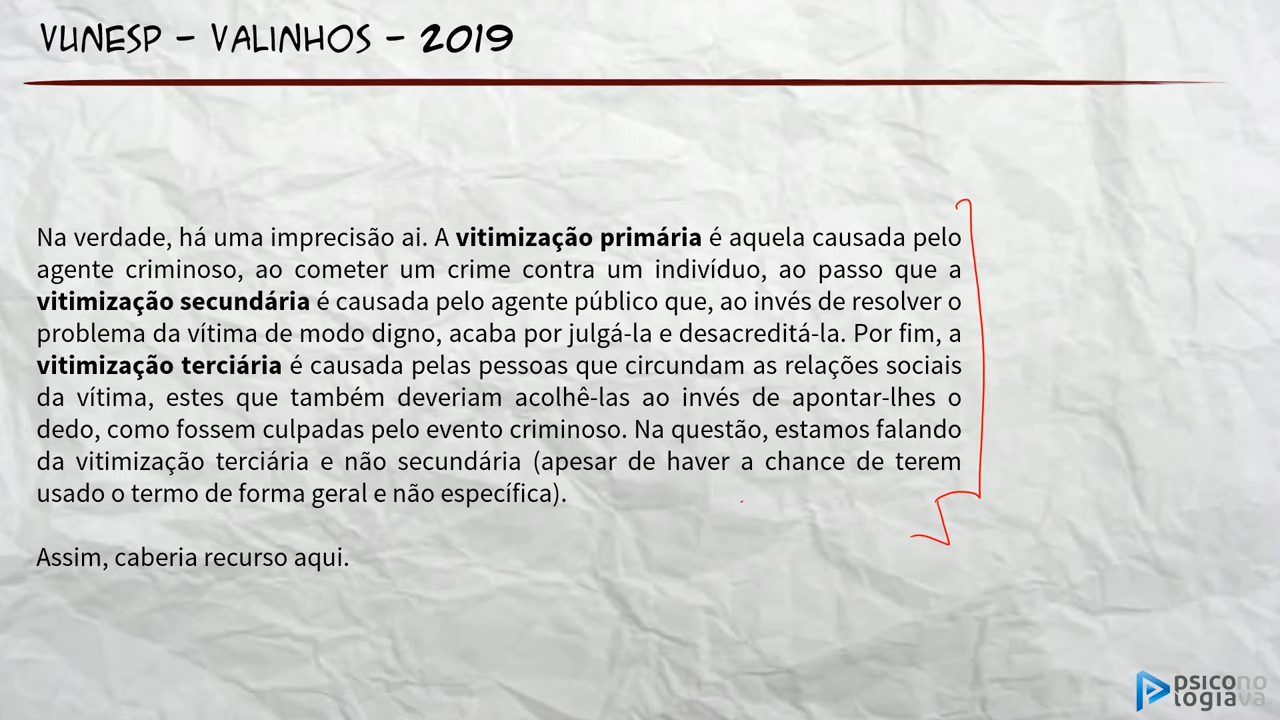 VUNESP - VALINHOS - 2019
Na verdade, há uma imprecisão ai. A vitimização primária é aquela causada pelo
agente criminoso, ao cometer um crime contra um indivíduo, ao passo que a
vitimização secundária é causada pelo agente público que, ao invés de resolver o
problema da vítima de modo digno, acaba por julgá-la e desacreditá-la. Por fim, a
vitimização terciária é causada pelas pessoas que circundam as relações sociais
da vítima, estes que também deveriam acolhê-las ao invés de apontar-lhes o
dedo, como fossem culpadas pelo evento criminoso. Na questão, estamos falando
da vitimização terciária e não secundária (apesar de haver a chance de terem
usado o termo de forma geral e não específica).
Assim, caberia recurso aqui.
psicono
logiava